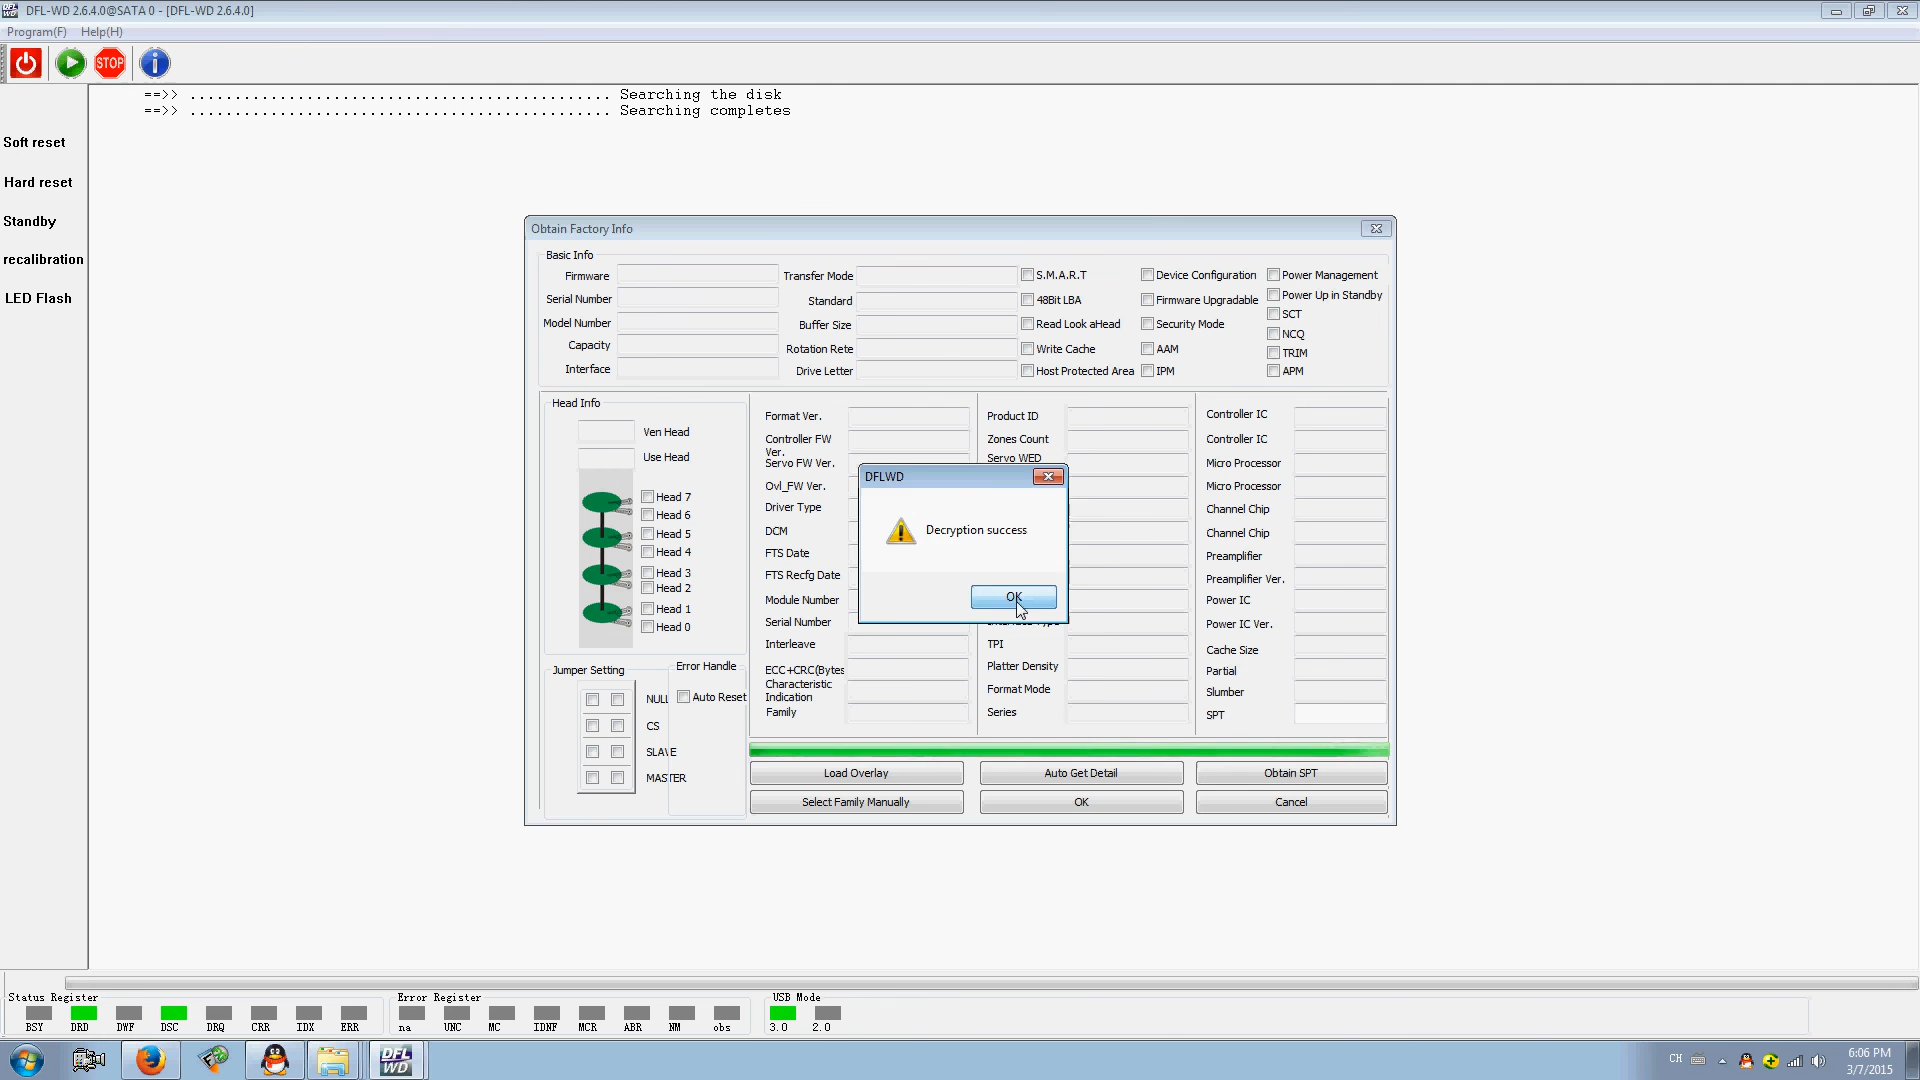 DFL-WD 2.6.4.0@SATA 0 - [DFL-WD 2.6.4.0]
Program(F) Help(H)
STOP
==>> ............................................... Searching the disk
==>> ............................................... Searching completes
Soft reset
Hard reset
Standby
recalibration
LED Flash
Obtain Factory Info
Basic Info
Firmware Transfer Mode S.M.A.R.T Device Configuration Power Management
Serial Number Standard 48Bit LBA Firmware Upgradable Power Up in Standby
Model Number Buffer Size Read Look aHead Security Mode SCT
Capacity Rotation Rete Write Cache AAM NCQ
Interface Drive Letter Host Protected Area IPM TRIM
APM
Head Info
Ven Head
Use Head
Head 7
Head 6
Head 5
Head 4
Head 3
Head 2
Head 1
Head 0
Jumper Setting
NULL
CS
SLAVE
MASTER
Error Handle
Auto Reset
Format Ver.
Controller FW Ver.
Servo FW Ver.
Ovl_FW Ver.
Driver Type
DCM
FTS Date
FTS Recfg Date
Module Number
Serial Number
Interleave
ECC+CRC(Bytes
Characteristic Indication
Family
Product ID
Zones Count
Servo WED
TPI
Platter Density
Format Mode
Series
Controller IC
Controller IC
Micro Processor
Micro Processor
Channel Chip
Channel Chip
Preamplifier
Preamplifier Ver.
Power IC
Power IC Ver.
Cache Size
Partial
Slumber
SPT
DFLWD
Decryption success
OK
Load Overlay Auto Get Detail Obtain SPT
Select Family Manually OK Cancel
Status Register Error Register USB Mode
BSY DRD DWF DSC DRQ CRR IDX ERR na UNC MC IDNF MCR ABR NM obs 3.0 2.0
DFL
WD
CH
6:06 PM
3/7/2015